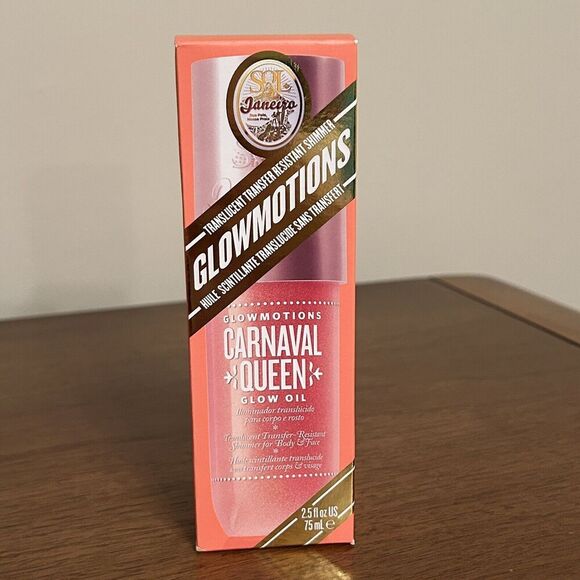 SOL
de
Janeiro
TRANSLUCENT TRANSFER RESISTANT SHIMMER
GLOWMOTIONS
HUILE SCINTILLANTE TRANSLUCIDE SANS TRANSFERT
GLOWMOTIONS
CARNAVAL
QUEEN
GLOW OIL
Iluminador translúcido
para corpo e rosto
Translucent Transfer-Resistant
Shimmer for Body & Face
Huile scintillante translucide
sans transfert corps & visage
2.5 fl oz US
75 mL e